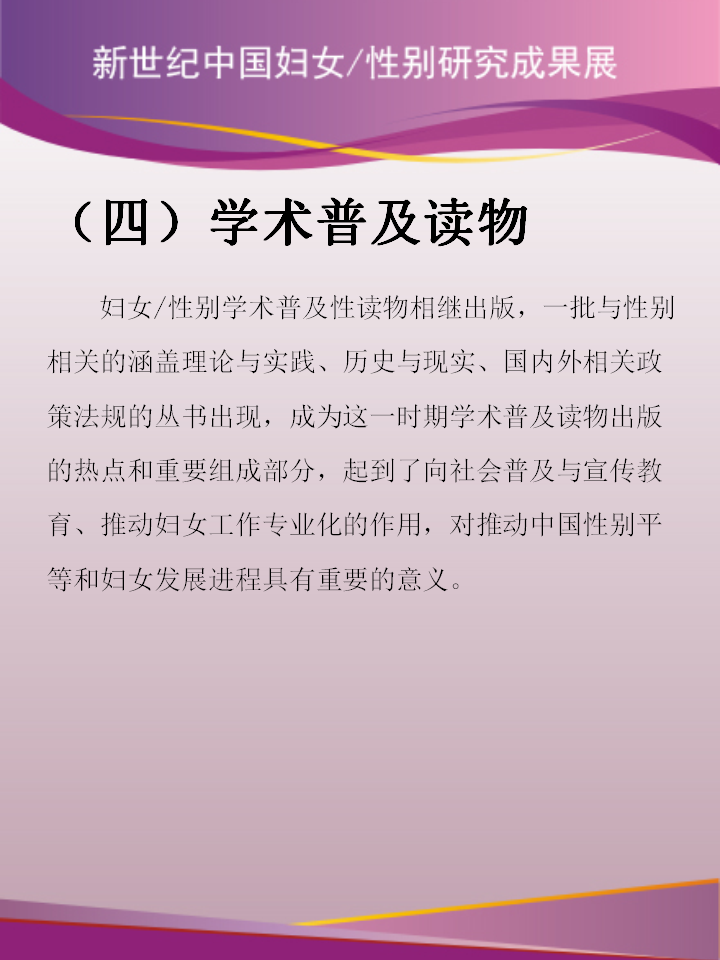 新世纪中国妇女/性别研究成果展
（四）学术普及读物
妇女/性别学术普及性读物相继出版，一批与性别
相关的涵盖理论与实践、历史与现实、国内外相关政
策法规的丛书出现，成为这一时期学术普及读物出版
的热点和重要组成部分，起到了向社会普及与宣传教
育、推动妇女工作专业化的作用，对推动中国性别平
等和妇女发展进程具有重要的意义。